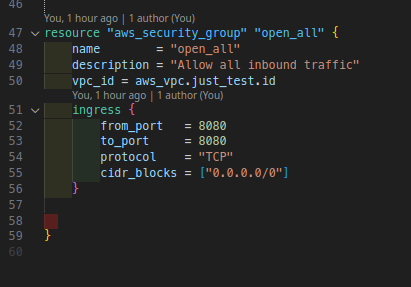 46
You, 1 hour ago | 1 author (You)
47 resource "aws_security_group" "open_all" {
48     name        = "open_all"
49     description = "Allow all inbound traffic"
50     vpc_id = aws_vpc.just_test.id
You, 1 hour ago | 1 author (You)
51     ingress {
52         from_port   = 8080
53         to_port     = 8080
54         protocol    = "TCP"
55         cidr_blocks = ["0.0.0.0/0"]
56     }
57
58
59 }
60